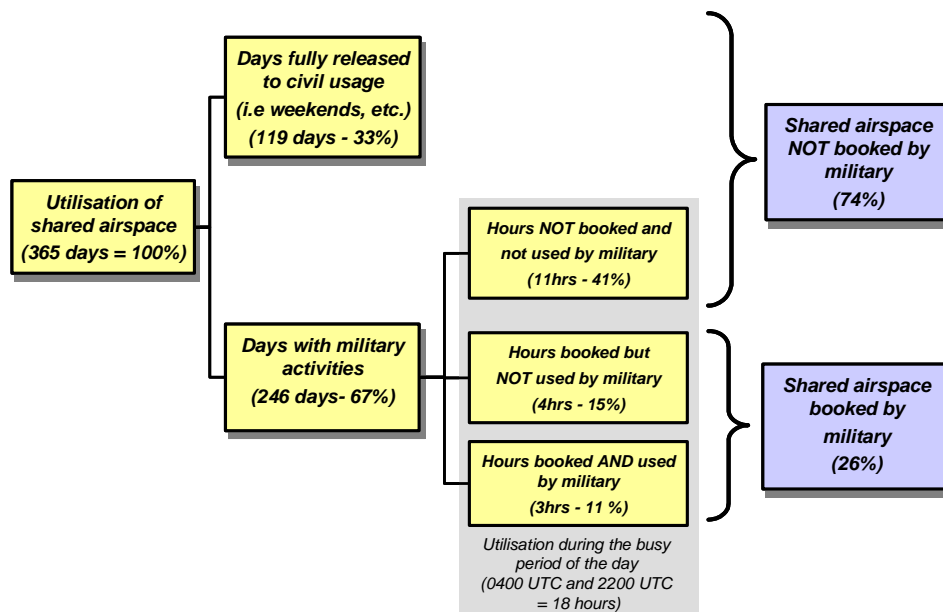 Days fully released
to civil usage
(i.e weekends, etc.)
(119 days - 33%)
Utilisation of
shared airspace
(365 days = 100%)
Days with military
activities
(246 days- 67%)
Hours NOT booked and
not used by military
(11hrs - 41%)
Hours booked but
NOT used by military
(4hrs - 15%)
Hours booked AND used
by military
(3hrs - 11 %)
Utilisation during the busy
period of the day
(0400 UTC and 2200 UTC
= 18 hours)
Shared airspace
NOT booked by
military
(74%)
Shared airspace
booked by
military
(26%)